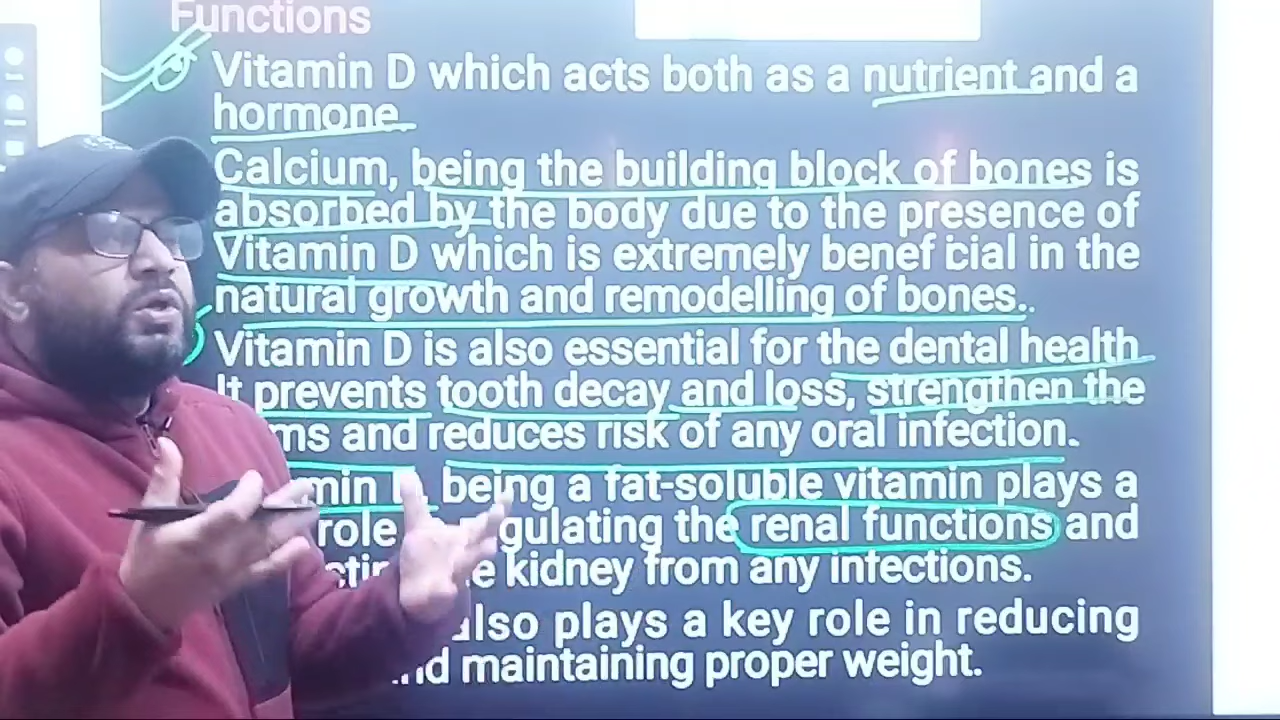 Functions
Vitamin D which acts both as a nutrient and a
hormone.
Calcium, being the building block of bones is
absorbed by the body due to the presence of
Vitamin D which is extremely benef cial in the
natural growth and remodelling of bones..
Vitamin D is also essential for the dental health
It prevents tooth decay and loss, strengthen the
ms and reduces risk of any oral infection.
min D, being a fat-soluble vitamin plays a
role gulating the renal functions and
kidney from any infections.
also plays a key role in reducing
maintaining proper weight.